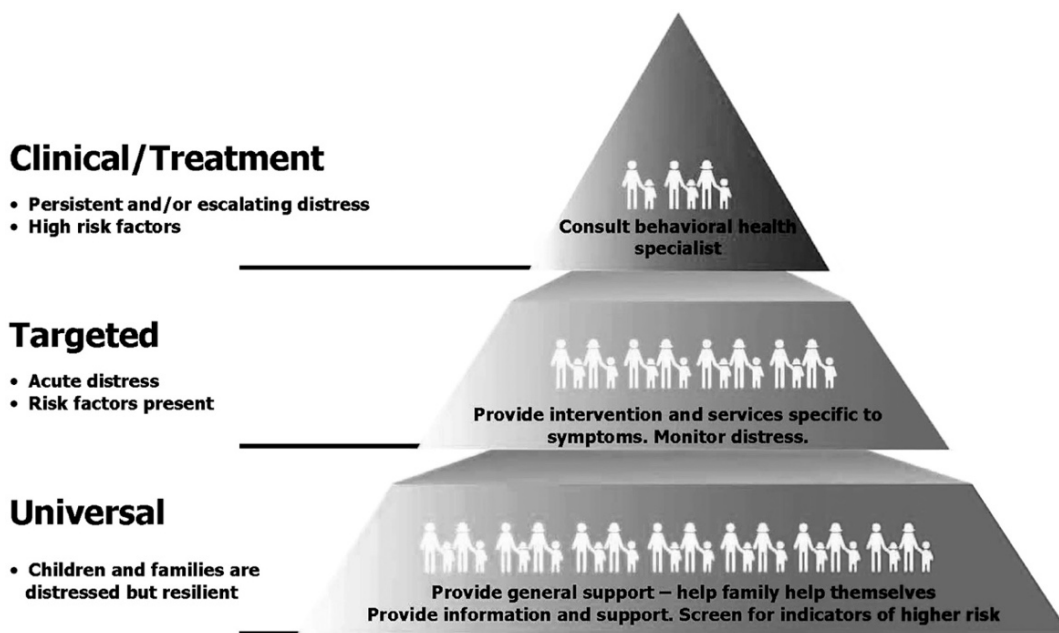 Clinical/Treatment
• Persistent and/or escalating distress
• High risk factors
Consult behavioral health
specialist
Targeted
• Acute distress
• Risk factors present
Provide intervention and services specific to
symptoms. Monitor distress.
Universal
• Children and families are
distressed but resilient
Provide general support – help family help themselves
Provide information and support. Screen for indicators of higher risk